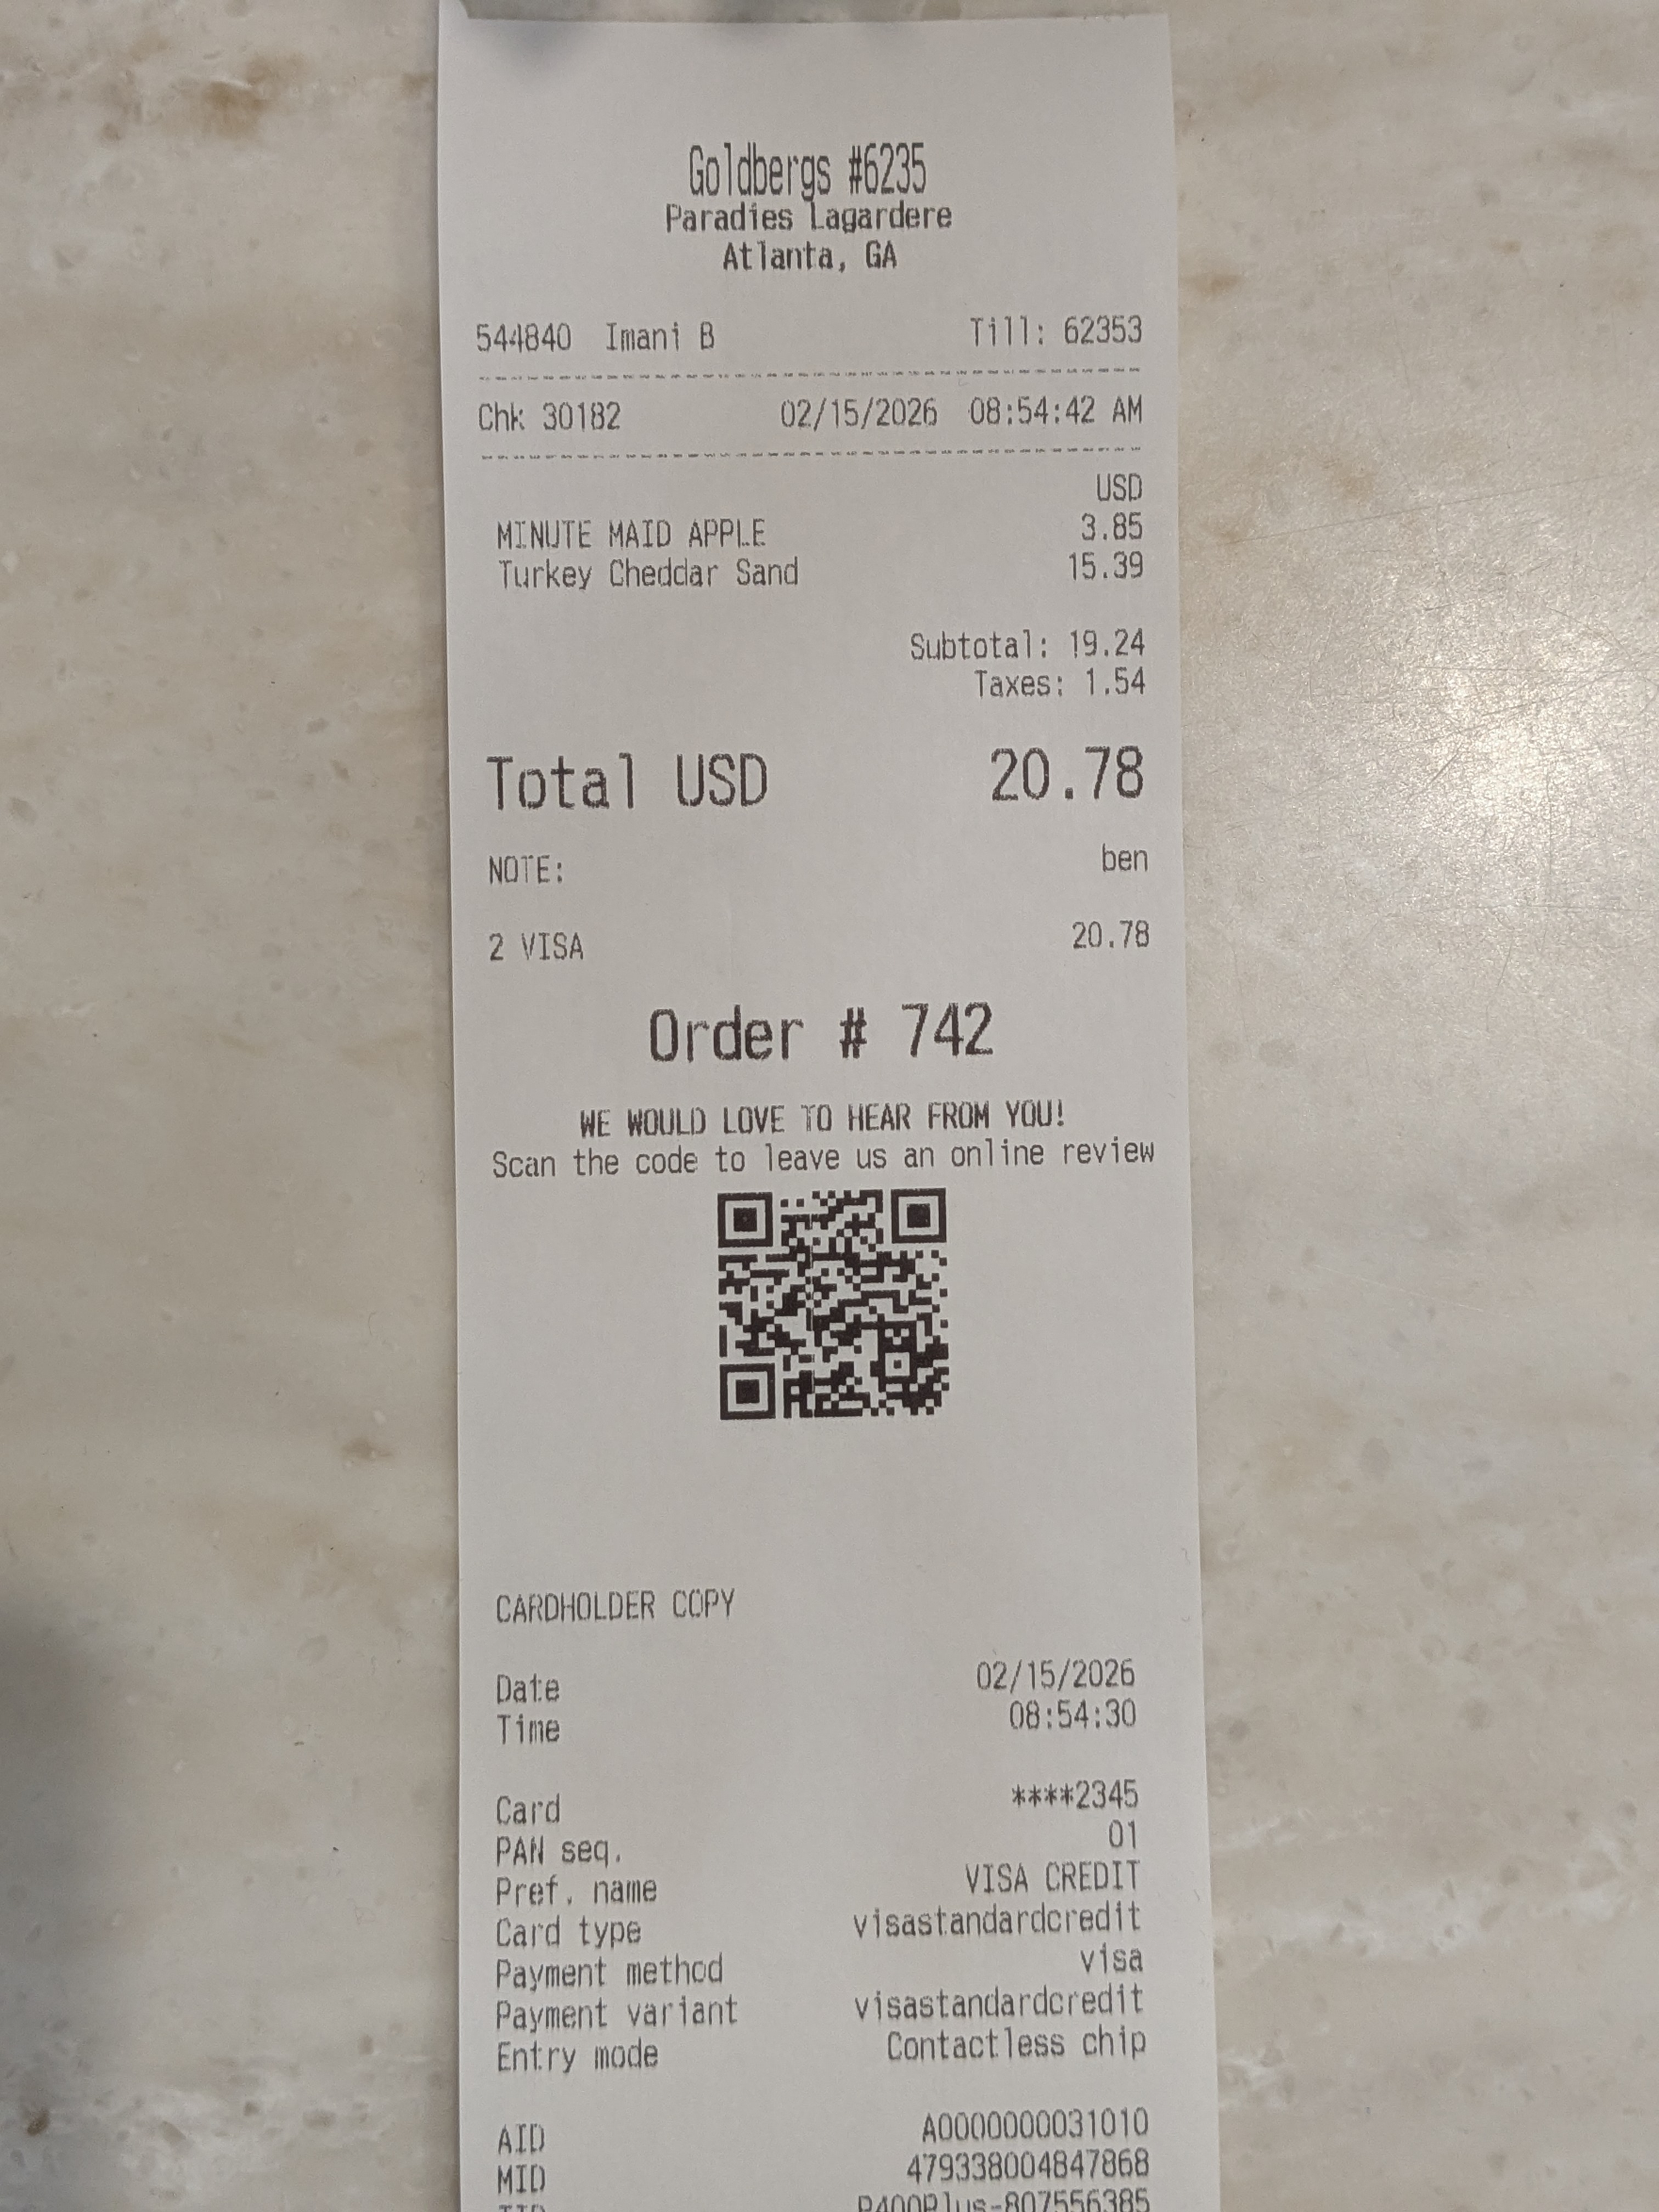 Goldbergs #6235
Paradies Lagardere
Atlanta, GA
544840 Imani B Till: 62353
Chk 30182 02/15/2026 08:54:42 AM
USD
MINUTE MAID APPLE 3.85
Turkey Cheddar Sand 15.39
Subtotal: 19.24
Taxes: 1.54
Total USD 20.78
NOTE: ben
2 VISA 20.78
Order # 742
WE WOULD LOVE TO HEAR FROM YOU!
Scan the code to leave us an online review
CARDHOLDER COPY
Date 02/15/2026
Time 08:54:30
Card ****2345
PAN seq. 01
Pref. name VISA CREDIT
Card type visastandardcredit
Payment method visa
Payment variant visastandardcredit
Entry mode Contactless chip
AID A0000000031010
MID 479338004847868
TID P400Plus-807556385